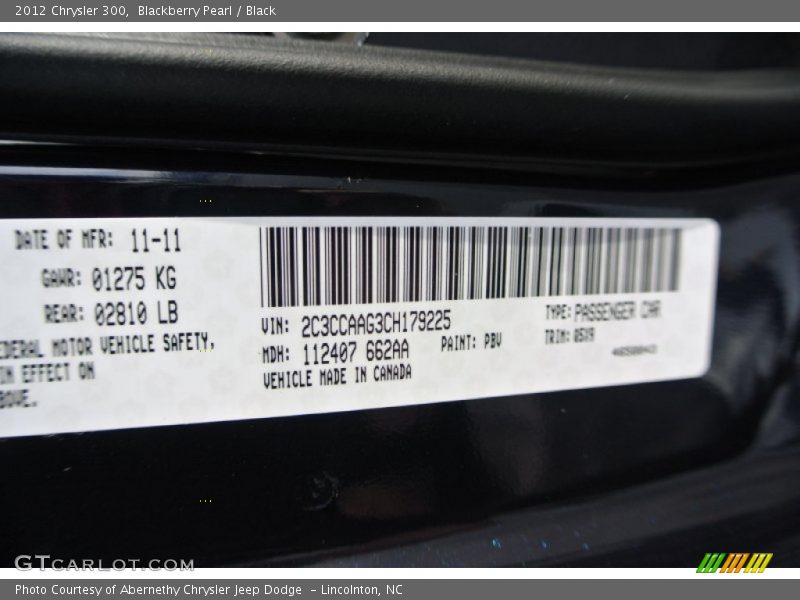 2012 Chrysler 300, Blackberry Pearl / Black
DATE OF MFR: 11-11
GAWR: 01275 KG
REAR: 02810 LB
EDERAL MOTOR VEHICLE SAFETY,
IN EFFECT ON
BOVE.
VIN: 2C3CCAAG3CH179225
MDH: 112407 662AA PAINT: PBV
VEHICLE MADE IN CANADA
TYPE: PASSENGER CAR
TRIM:
GTCARLOT.COM
Photo Courtesy of Abernethy Chrysler Jeep Dodge - Lincolnton, NC